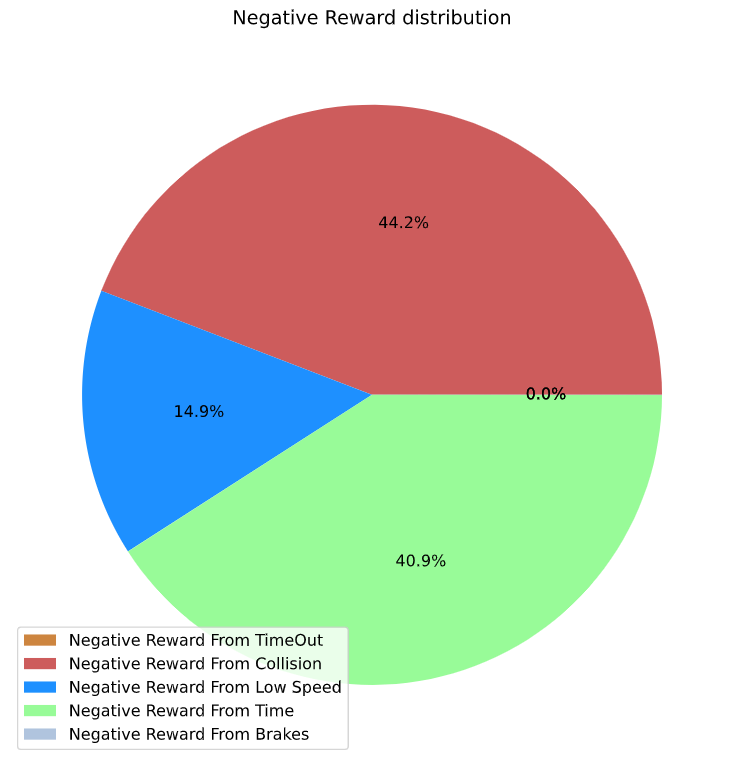 Negative Reward distribution
44.2%
0.0%
14.9%
40.9%
Negative Reward From TimeOut
Negative Reward From Collision
Negative Reward From Low Speed
Negative Reward From Time
Negative Reward From Brakes